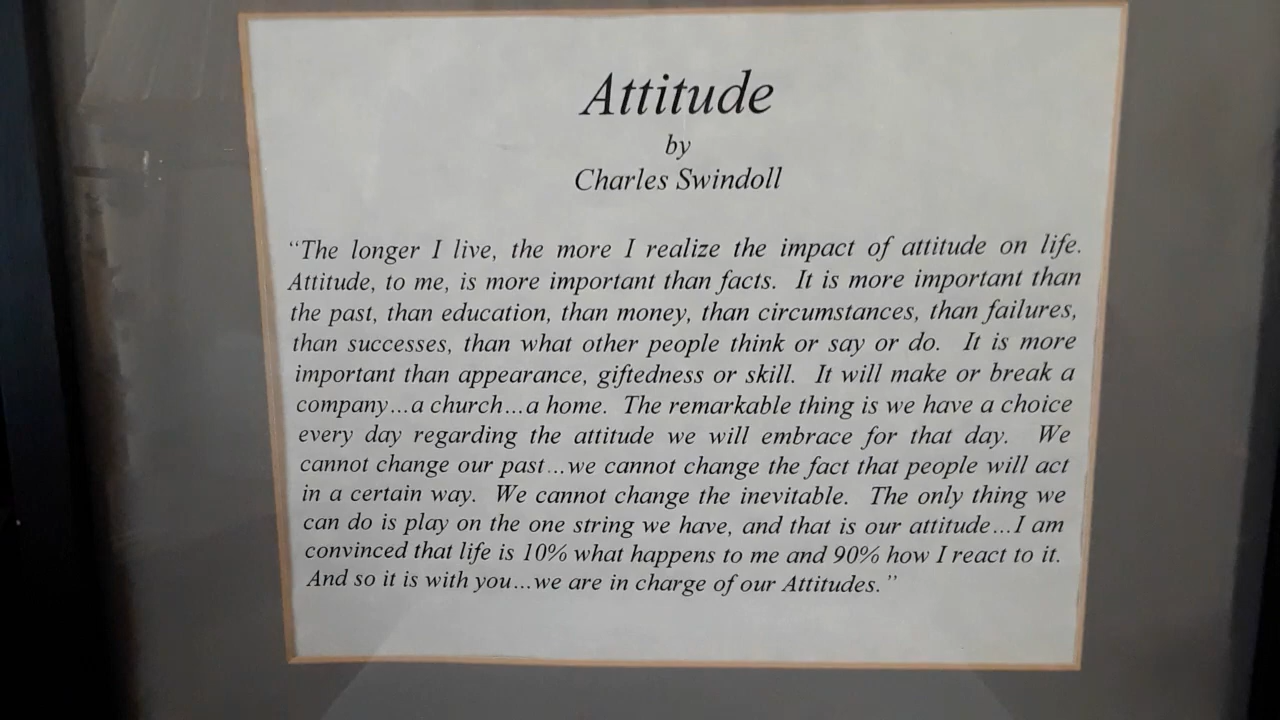 Attitude
by
Charles Swindoll
“The longer I live, the more I realize the impact of attitude on life.
Attitude, to me, is more important than facts. It is more important than
the past, than education, than money, than circumstances, than failures,
than successes, than what other people think or say or do. It is more
important than appearance, giftedness or skill. It will make or break a
company...a church...a home. The remarkable thing is we have a choice
every day regarding the attitude we will embrace for that day. We
cannot change our past...we cannot change the fact that people will act
in a certain way. We cannot change the inevitable. The only thing we
can do is play on the one string we have, and that is our attitude...I am
convinced that life is 10% what happens to me and 90% how I react to it.
And so it is with you...we are in charge of our Attitudes.”